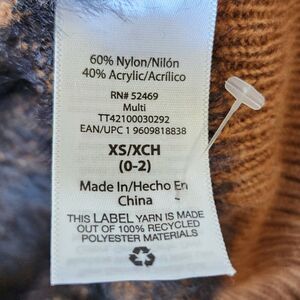 60% Nylon/Nilón
40% Acrylic/Acrílico
RN# 52469
Multi
TT42100030292
EAN/UPC 1 9609818838
XS/XCH
(0-2)
Made In/Hecho En
China
THIS LABEL YARN IS MADE
OUT OF 100% RECYCLED
POLYESTER MATERIALS